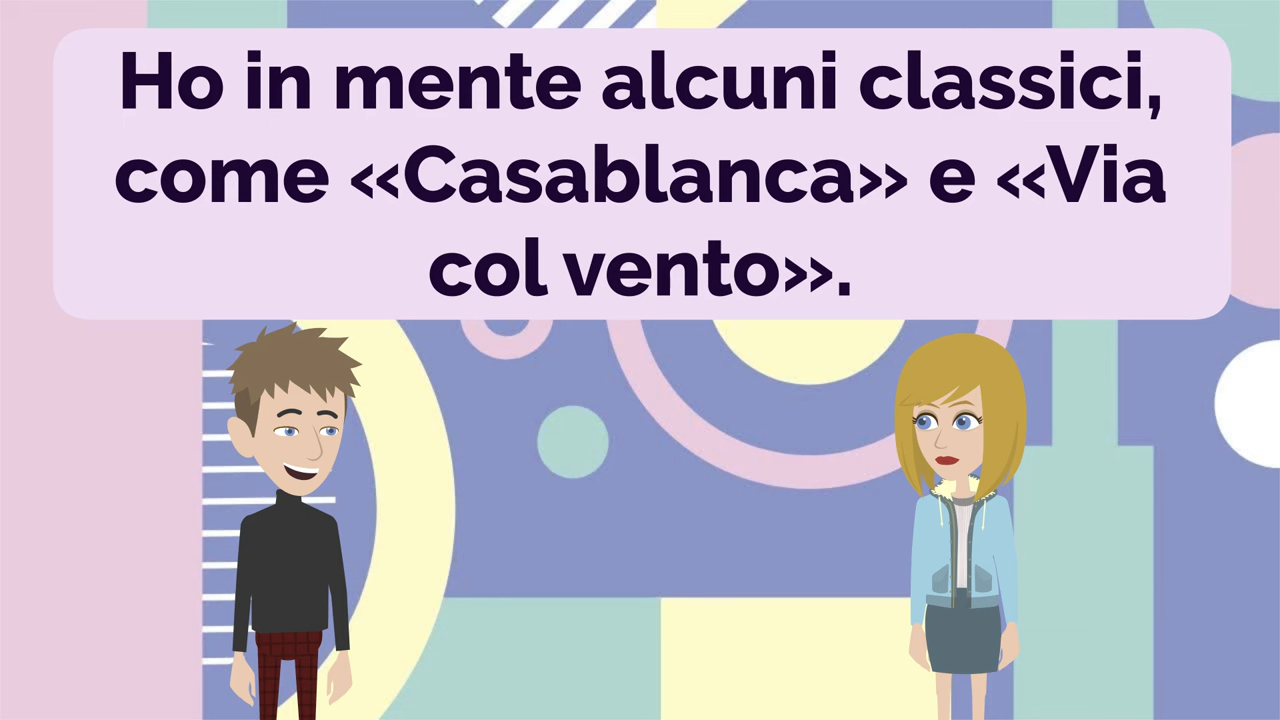 Ho in mente alcuni classici,
come «Casablanca» e «Via
col vento».